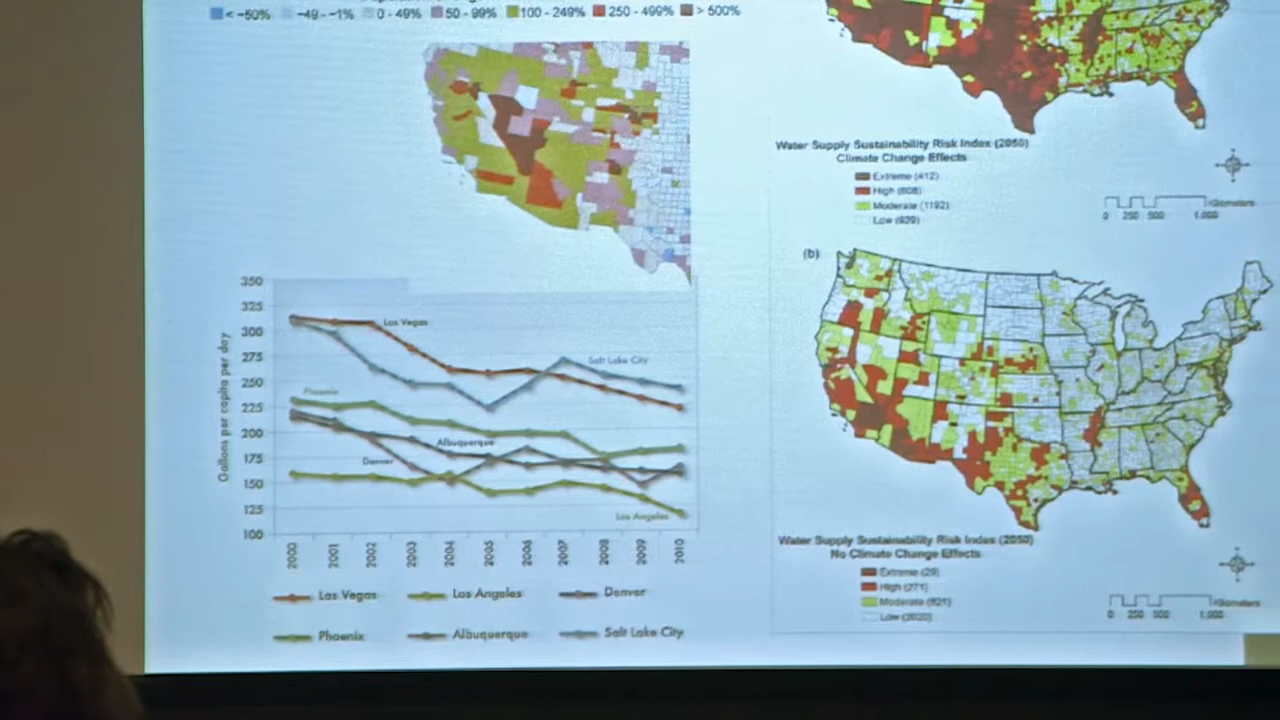 < -50% -49 - -1% 0 - 49% 50 - 99% 100 - 249% 250 - 499% > 500%
Water Supply Sustainability Risk Index (2050)
Climate Change Effects
Extreme (412)
High (608)
Moderate (1192)
Low (929)
Kilometers
0 250 500 1,000
(b)
350
325
300
275
250
225
200
175
150
125
100
Gallons per capita per day
Las Vegas
Salt Lake City
Phoenix
Albuquerque
Denver
Los Angeles
2000 2001 2002 2003 2004 2005 2006 2007 2008 2009 2010
Las Vegas Los Angeles Denver
Phoenix Albuquerque Salt Lake City
Water Supply Sustainability Risk Index (2050)
No Climate Change Effects
Extreme (29)
High (271)
Moderate (821)
Low (2020)
Kilometers
0 250 500 1,000